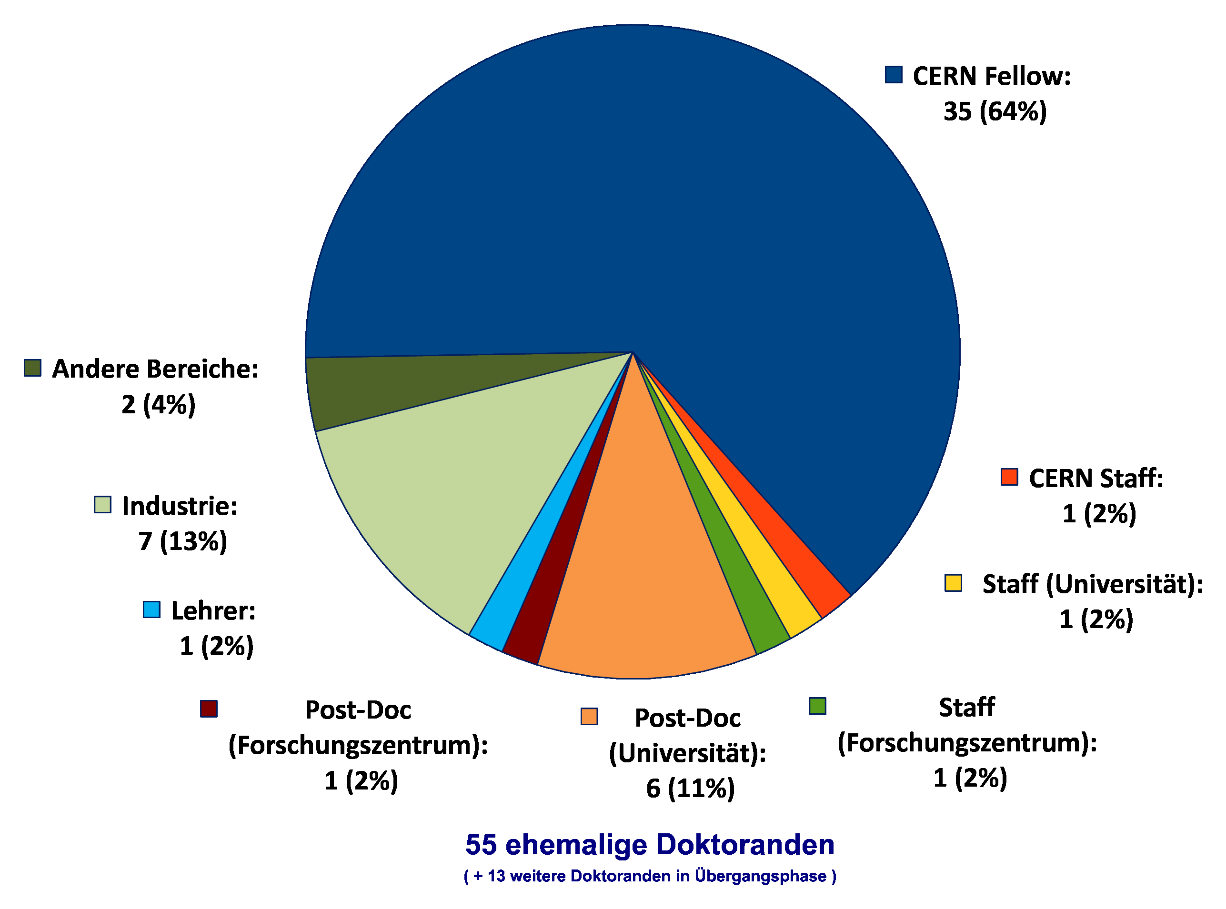 CERN Fellow:
35 (64%)
CERN Staff:
1 (2%)
Staff (Universität):
1 (2%)
Staff
(Forschungszentrum):
1 (2%)
Post-Doc
(Universität):
6 (11%)
Post-Doc
(Forschungszentrum):
1 (2%)
Lehrer:
1 (2%)
Industrie:
7 (13%)
Andere Bereiche:
2 (4%)
55 ehemalige Doktoranden
( + 13 weitere Doktoranden in Übergangsphase )